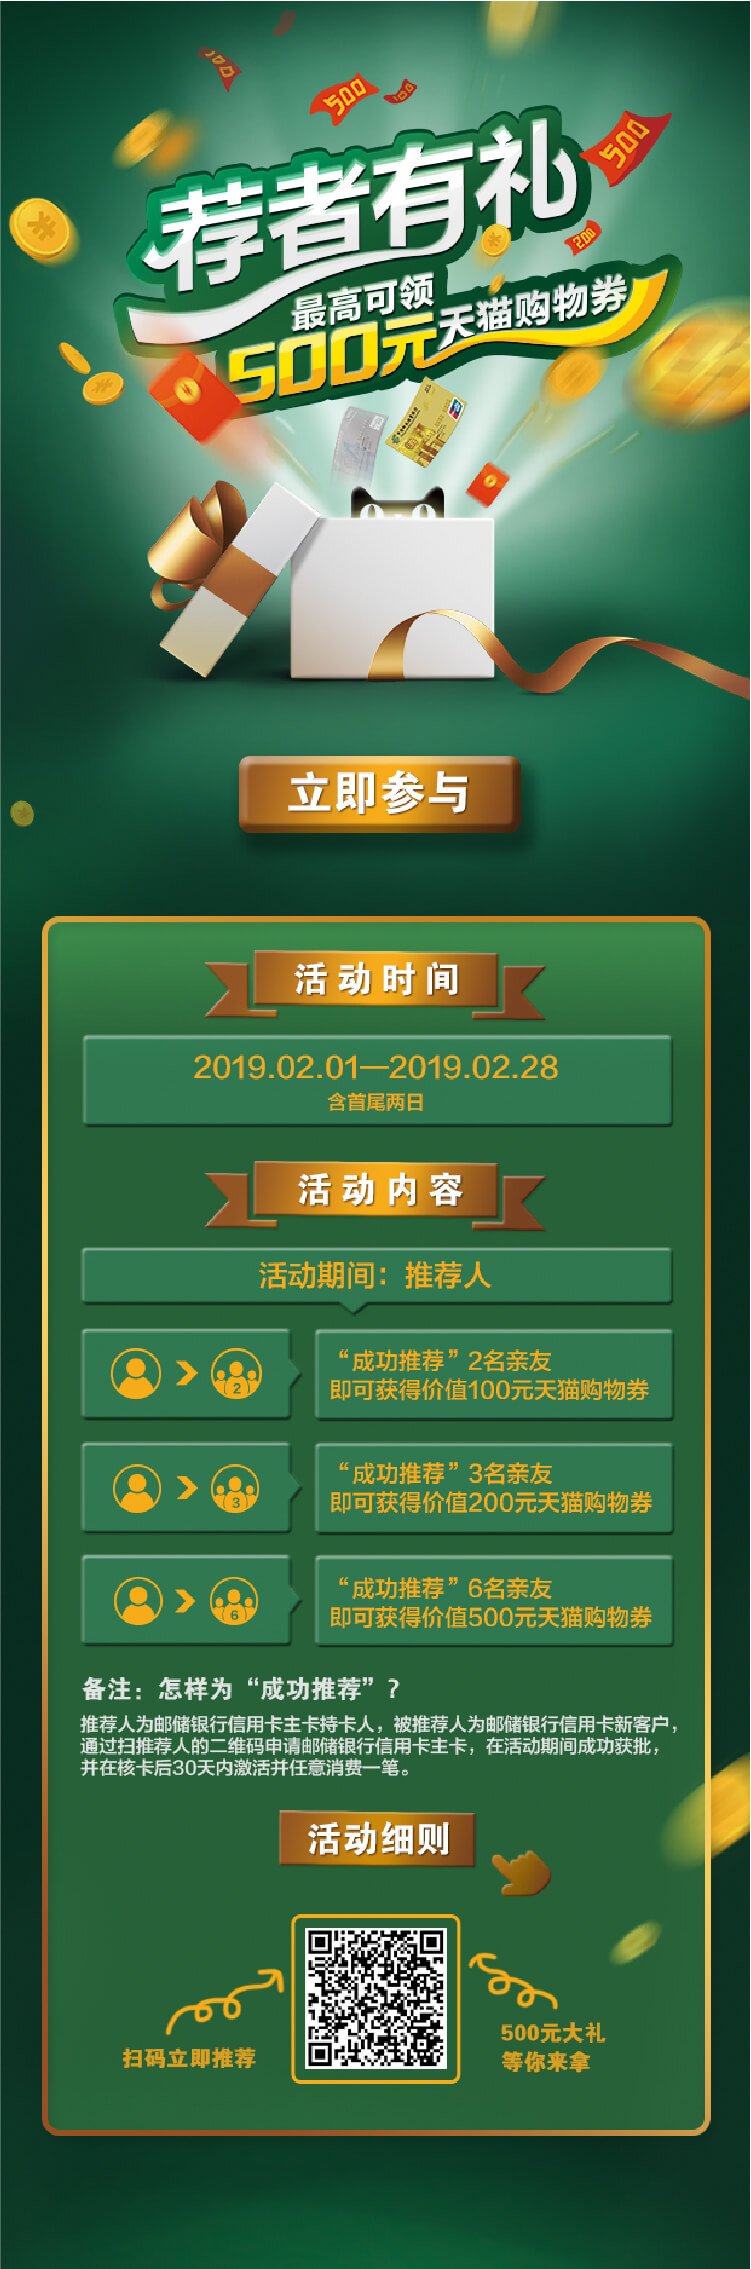 500
500
500
500
200
荐者有礼
最高可领
500元天猫购物券
立即参与
活动时间
2019.02.01—2019.02.28
含首尾两日
活动内容
活动期间：推荐人
2
“成功推荐”2名亲友
即可获得价值100元天猫购物券
3
“成功推荐”3名亲友
即可获得价值200元天猫购物券
6
“成功推荐”6名亲友
即可获得价值500元天猫购物券
备注：怎样为“成功推荐”?
推荐人为邮储银行信用卡主卡持卡人，被推荐人为邮储银行信用卡新客户，
通过扫推荐人的二维码申请邮储银行信用卡主卡，在活动期间成功获批，
并在核卡后30天内激活并任意消费一笔。
活动细则
扫码立即推荐
500元大礼
等你来拿